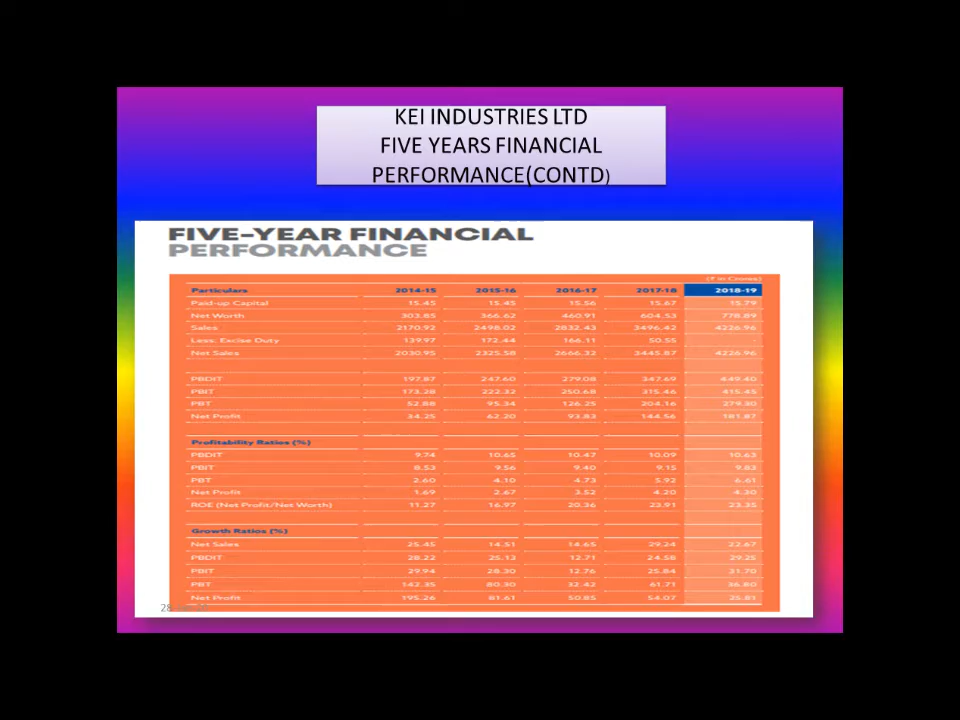 KEI INDUSTRIES LTD
FIVE YEARS FINANCIAL
PERFORMANCE(CONTD)
FIVE-YEAR FINANCIAL
PERFORMANCE
(₹ in Crores)
Particulars 2014-15 2015-16 2016-17 2017-18 2018-19
Paid-up Capital 15.45 15.45 15.56 15.67 15.79
Net Worth 303.85 366.62 460.91 604.53 778.89
Sales 2170.92 2498.02 2832.43 3496.42 4226.96
Less: Excise Duty 139.97 172.44 166.11 50.55 -
Net Sales 2030.95 2325.58 2666.32 3445.87 4226.96
PBDIT 197.87 247.60 279.08 347.69 449.40
PBIT 173.28 222.32 250.68 315.46 415.45
PBT 52.88 95.34 126.25 204.16 279.30
Net Profit 34.25 62.20 93.83 144.56 181.87
Profitability Ratios (%)
PBDIT 9.74 10.65 10.47 10.09 10.63
PBIT 8.53 9.56 9.40 9.15 9.83
PBT 2.60 4.10 4.73 5.92 6.61
Net Profit 1.69 2.67 3.52 4.20 4.30
ROE (Net Profit/Net Worth) 11.27 16.97 20.36 23.91 23.35
Growth Ratios (%)
Net Sales 25.45 14.51 14.65 29.24 22.67
PBDIT 28.22 25.13 12.71 24.58 29.25
PBIT 29.94 28.30 12.76 25.84 31.70
PBT 142.35 80.30 32.43 61.71 36.80
Net Profit 195.26 81.61 50.85 54.07 25.81